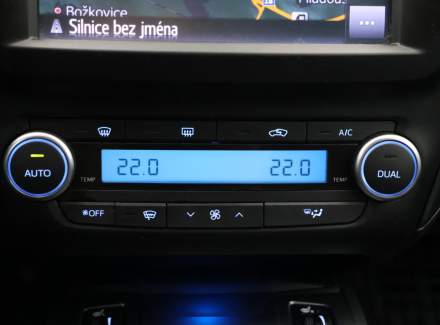 Božkovice
Silnice bez jména
A/C
22.0 22.0
AUTO TEMP TEMP DUAL
OFF